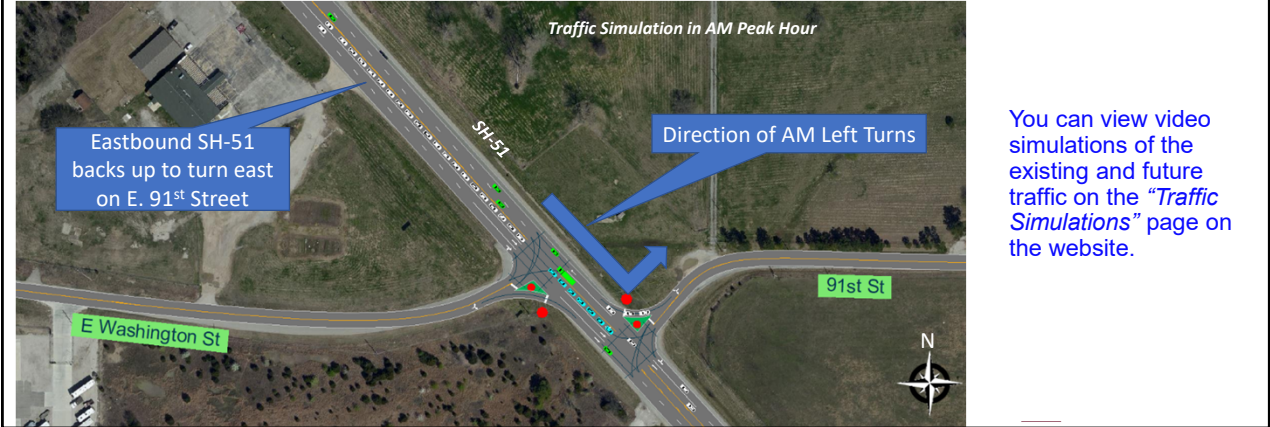 Traffic Simulation in AM Peak Hour
SH-51
Eastbound SH-51
backs up to turn east
on E. 91st Street
Direction of AM Left Turns
91st St
E Washington St
N
You can view video
simulations of the
existing and future
traffic on the “Traffic
Simulations” page on
the website.